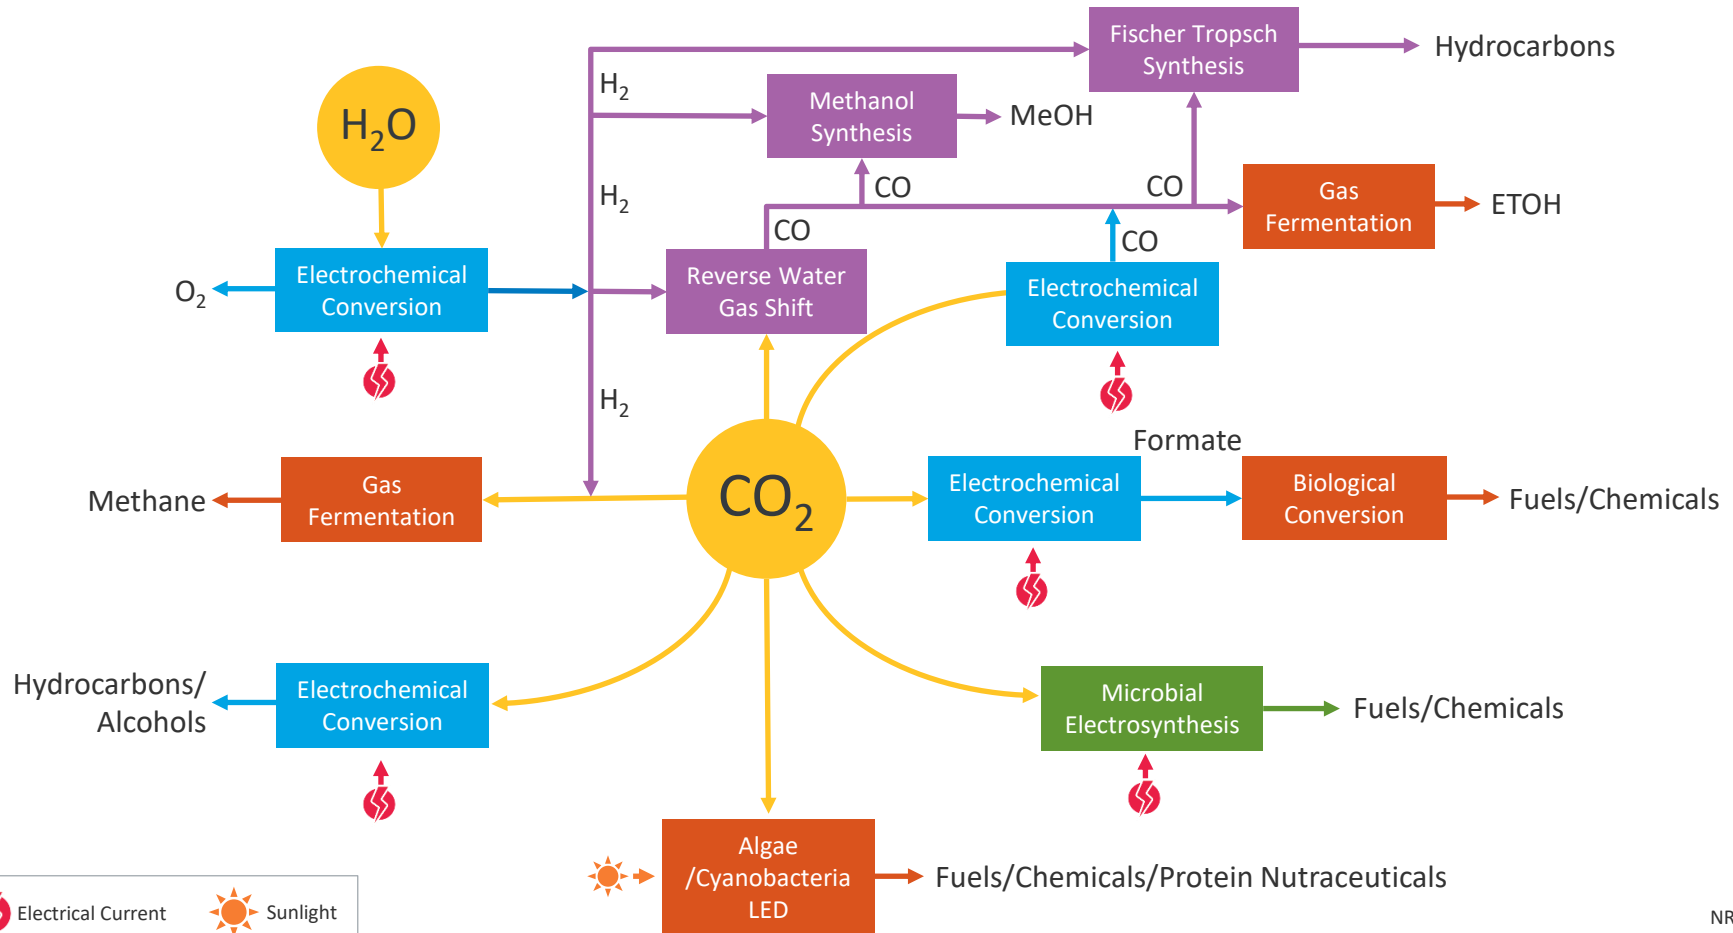 Fischer Tropsch
Synthesis
Hydrocarbons
H₂
Methanol
Synthesis
MeOH
H₂O
CO
CO
Gas
Fermentation
ETOH
H₂
CO
CO
Electrochemical
Conversion
O₂
Reverse Water
Gas Shift
Electrochemical
Conversion
H₂
Formate
Methane
Gas
Fermentation
CO₂
Electrochemical
Conversion
Biological
Conversion
Fuels/Chemicals
Hydrocarbons/
Alcohols
Electrochemical
Conversion
Microbial
Electrosynthesis
Fuels/Chemicals
Algae
/Cyanobacteria
LED
Fuels/Chemicals/Protein Nutraceuticals
Electrical Current
Sunlight
NR